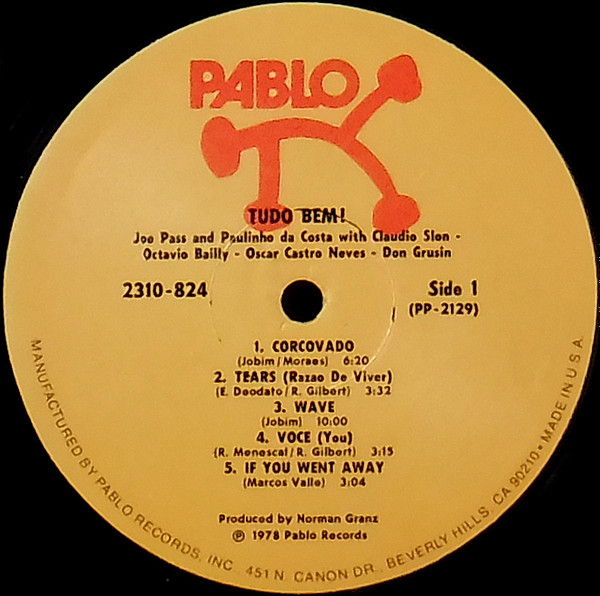 PABLO
TUDO BEM!
Joe Pass and Paulinho da Costa with Claudio Slon -
Octavio Bailly - Oscar Castro Neves - Don Grusin
2310-824
Side 1
(PP-2129)
1. CORCOVADO
(Jobim/Moraes) 6:20
2. TEARS (Razao De Viver)
(E. Deodato/R. Gilbert) 3:32
3. WAVE
(Jobim) 10:00
4. VOCE (You)
(R. Menescal/R. Gilbert) 3:15
5. IF YOU WENT AWAY
(Marcos Valle) 3:04
Produced by Norman Granz
℗ 1978 Pablo Records
MANUFACTURED BY PABLO RECORDS, INC. 451 N. CANON DR., BEVERLY HILLS, CA 90210 • MADE IN U.S.A.